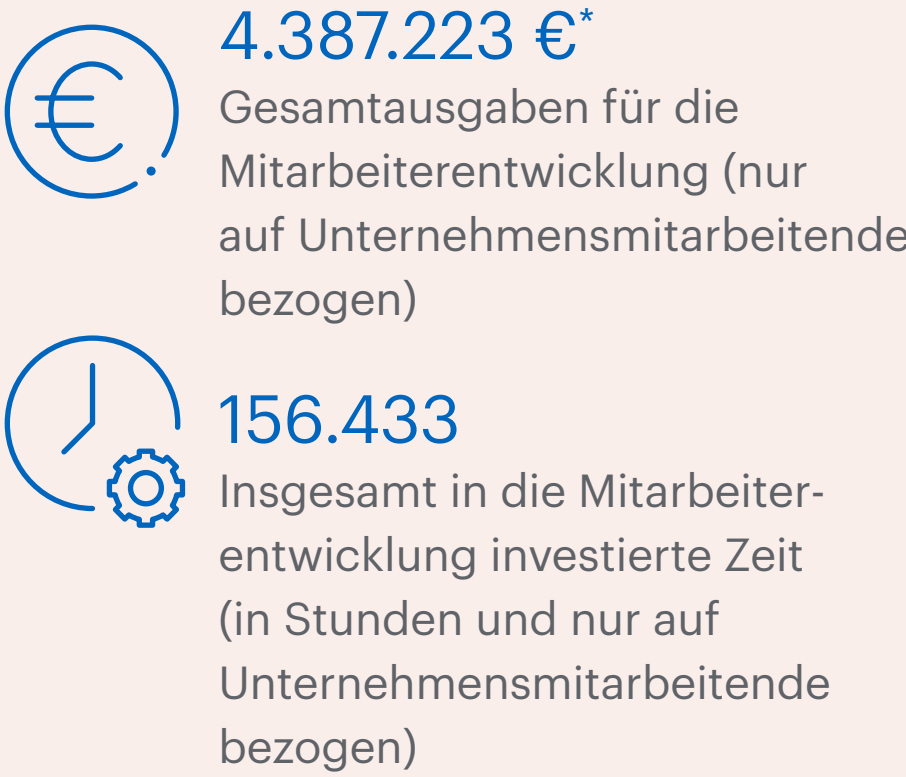 4.387.223 €*
Gesamtausgaben für die
Mitarbeiterentwicklung (nur
auf Unternehmensmitarbeitende
bezogen)
156.433
Insgesamt in die Mitarbeiter-
entwicklung investierte Zeit
(in Stunden und nur auf
Unternehmensmitarbeitende
bezogen)